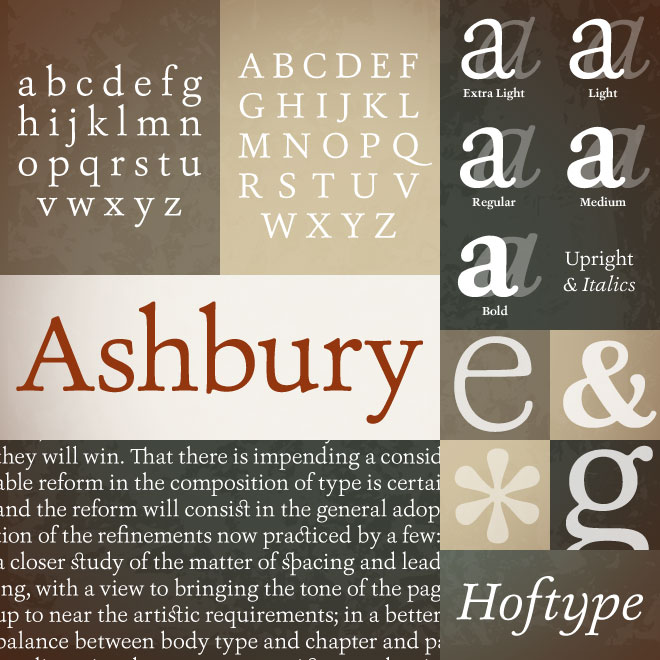 a b c d e f g
h i j k l m n
o p q r s t u
v w x y z
A B C D E F
G H I J K L
M N O P Q
R S T U V
W X Y Z
a a
Extra Light
a a
Light
a a
Regular
a a
Medium
a a
Bold
Upright
& Italics
Ashbury
e
&
*
g
they will win. That there is impending a consid
able reform in the composition of type is certai
and the reform will consist in the general adop
tion of the refinements now practiced by a few:
a closer study of the matter of spacing and lead
ng, with a view to bringing the tone of the pag
up to near the artistic requirements; in a better
balance between body type and chapter and pa
Hoftype